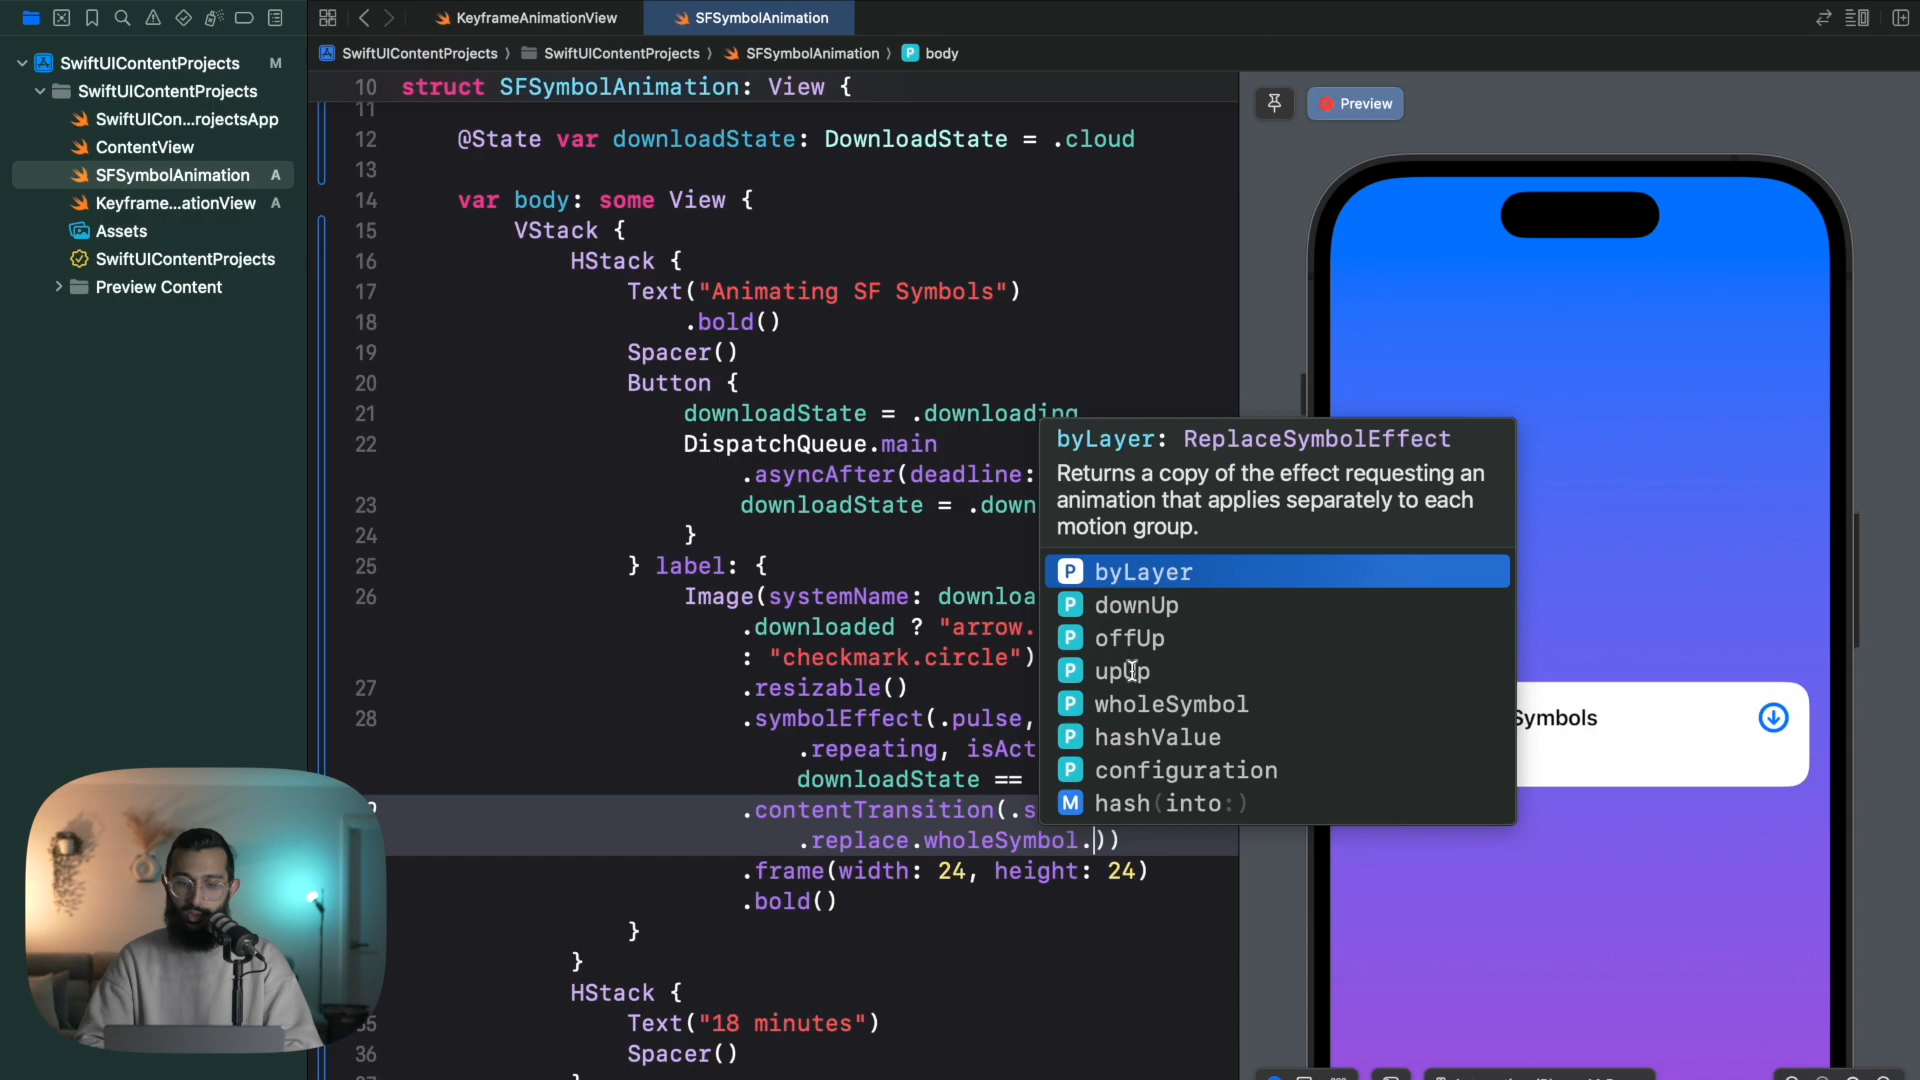 KeyframeAnimationView
SFSymbolAnimation
SwiftUIContentProjects
M
SwiftUIContentProjects
SwiftUICon...rojectsApp
ContentView
SFSymbolAnimation
A
Keyframe...ationView
A
Assets
SwiftUIContentProjects
Preview Content
SwiftUIContentProjects
SwiftUIContentProjects
SFSymbolAnimation
P body
10 struct SFSymbolAnimation: View {
11
12 @State var downloadState: DownloadState = .cloud
13
14 var body: some View {
15 VStack {
16 HStack {
17 Text("Animating SF Symbols")
18 .bold()
19 Spacer()
20 Button {
21 downloadState = .downloading
22 DispatchQueue.main
.asyncAfter(deadline:
23 downloadState = .down
24 }
25 } label: {
26 Image(systemName: downloa
.downloaded ? "arrow.
: "checkmark.circle")
27 .resizable()
28 .symbolEffect(.pulse,
.repeating, isAct
downloadState ==
.contentTransition(.s
.replace.wholeSymbol.))
.frame(width: 24, height: 24)
.bold()
}
}
HStack {
35 Text("18 minutes")
36 Spacer()
byLayer: ReplaceSymbolEffect
Returns a copy of the effect requesting an
animation that applies separately to each
motion group.
P byLayer
P downUp
P offUp
P upUp
P wholeSymbol
P hashValue
P configuration
M hash(into:)
Preview
Symbols